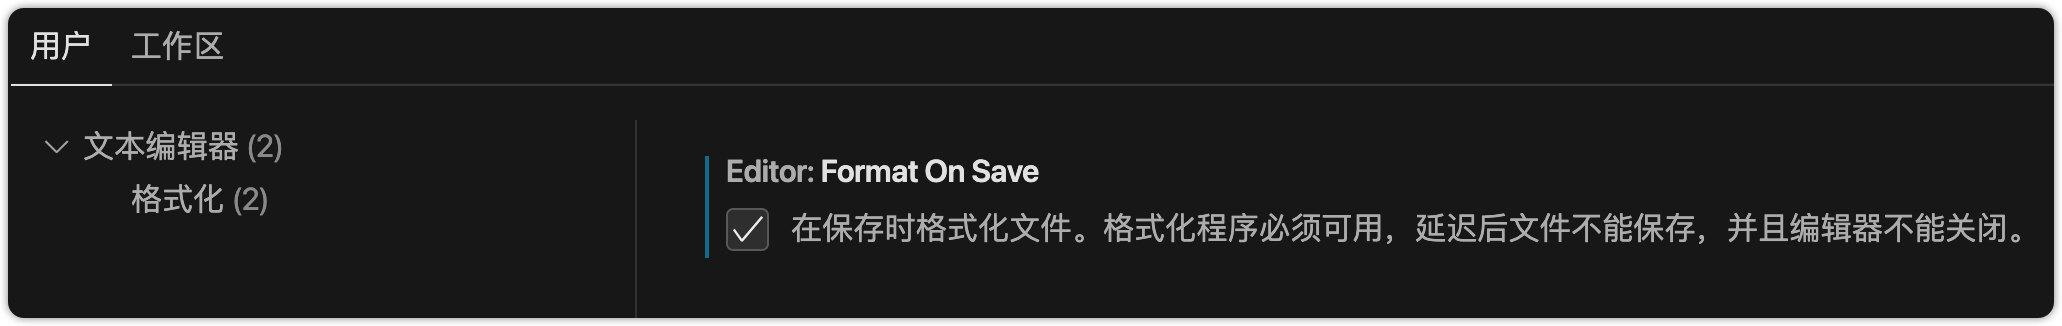 用户 工作区
文本编辑器 (2)
格式化 (2)
Editor: Format On Save
在保存时格式化文件。格式化程序必须可用，延迟后文件不能保存，并且编辑器不能关闭。